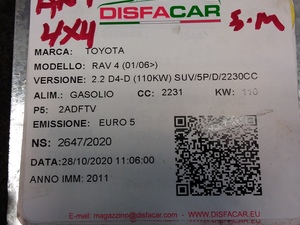 ANT DISFACAR S.M
4X4
MARCA: TOYOTA
MODELLO: RAV 4 (01/06>)
VERSIONE: 2.2 D4-D (110KW) SUV/5P/D/2230CC
ALIM.: GASOLIO CC: 2231 KW: 110
P5: 2ADFTV
EMISSIONE: EURO 5
NS: 2647/2020
DATA:28/10/2020 11:06:00
ANNO IMM: 2011
E-mail: magazzino@disfacar.eu WWW.DISFACAR.EU